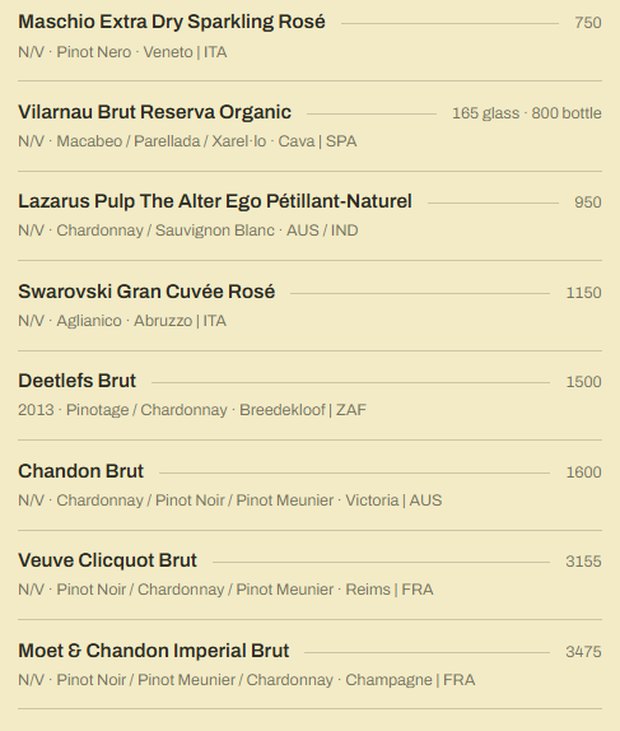 Maschio Extra Dry Sparkling Rosé 750
N/V · Pinot Nero · Veneto | ITA
Vilarnau Brut Reserva Organic 165 glass · 800 bottle
N/V · Macabeo / Parellada / Xarel·lo · Cava | SPA
Lazarus Pulp The Alter Ego Pétillant-Naturel 950
N/V · Chardonnay / Sauvignon Blanc · AUS / IND
Swarovski Gran Cuvée Rosé 1150
N/V · Aglianico · Abruzzo | ITA
Deetlefs Brut 1500
2013 · Pinotage / Chardonnay · Breedekloof | ZAF
Chandon Brut 1600
N/V · Chardonnay / Pinot Noir / Pinot Meunier · Victoria | AUS
Veuve Clicquot Brut 3155
N/V · Pinot Noir / Chardonnay / Pinot Meunier · Reims | FRA
Moet & Chandon Imperial Brut 3475
N/V · Pinot Noir / Pinot Meunier / Chardonnay · Champagne | FRA